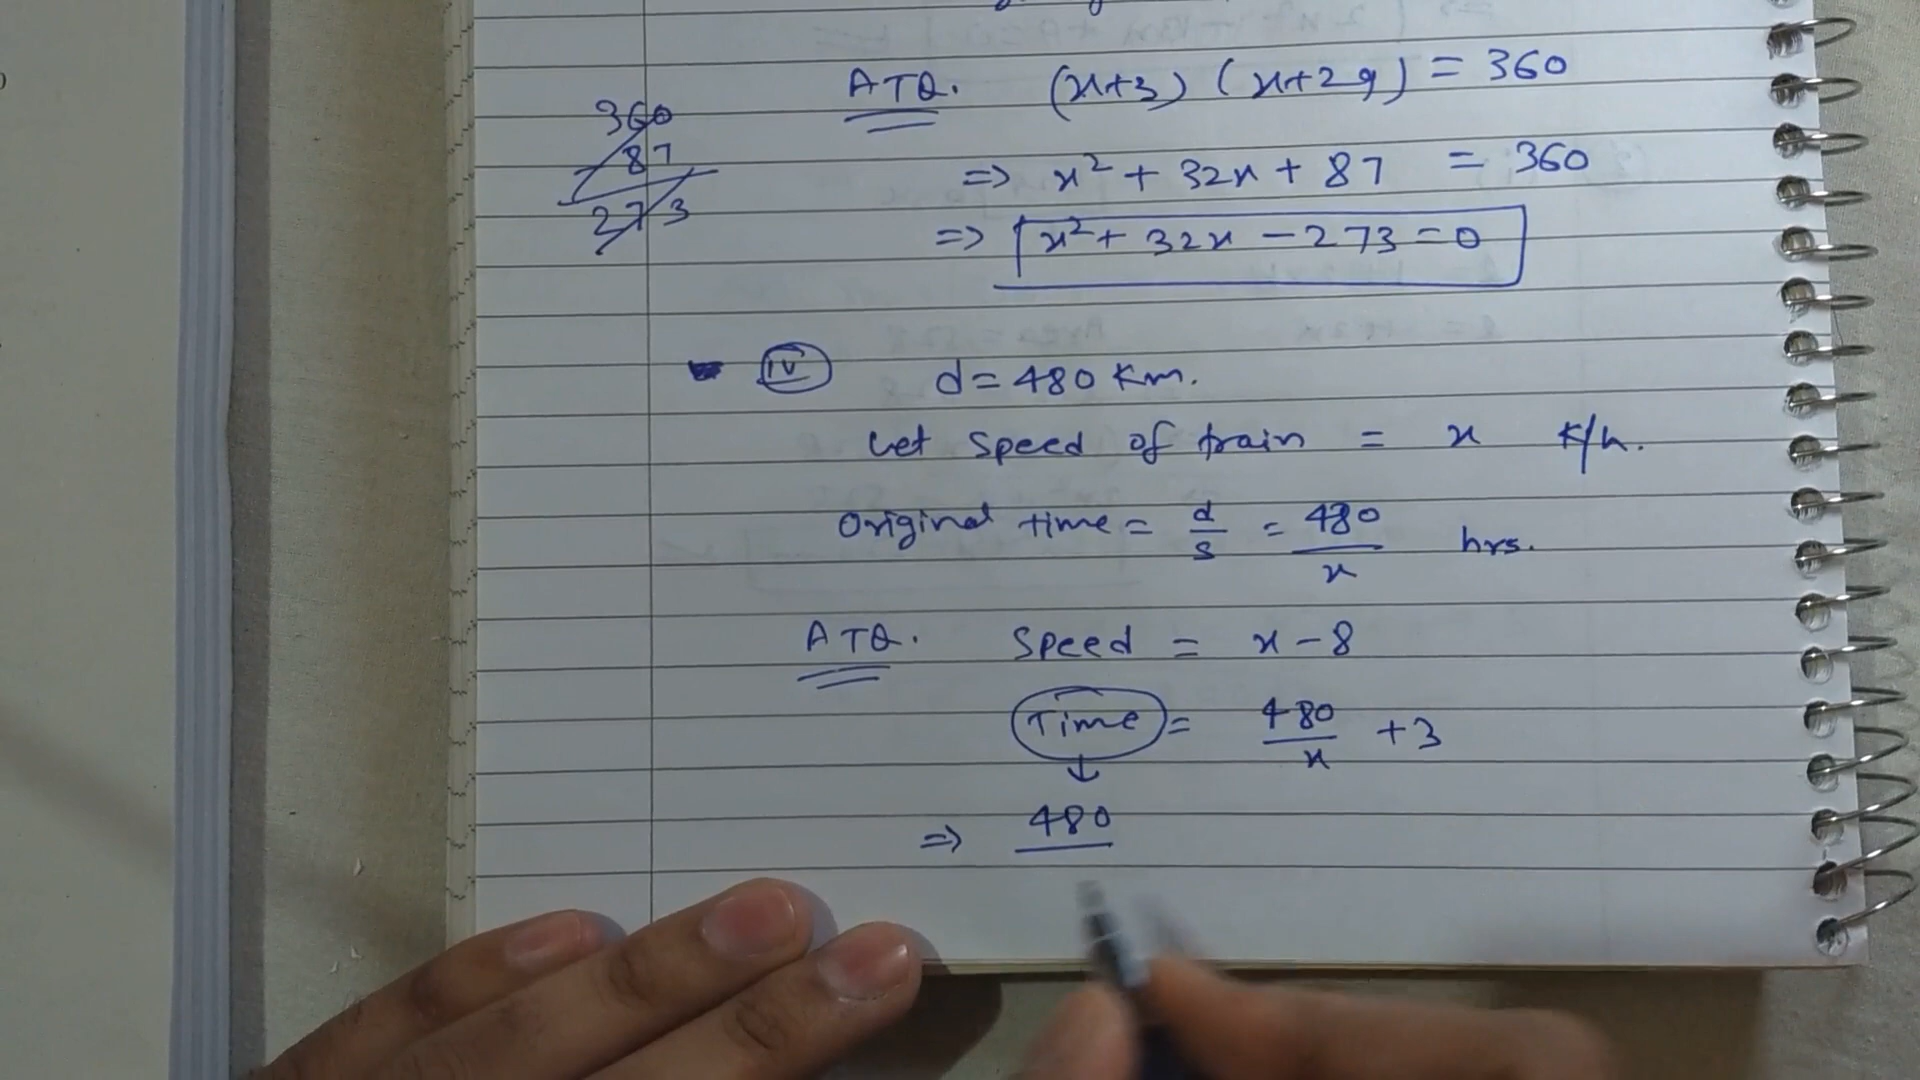 ATQ. (x+3) (x+29) = 360
360
87
273
=> x² + 32x + 87 = 360
=> x² + 32x - 273 = 0
(iv) d = 480 Km.
Let Speed of train = x K/h.
Original time = d/s = 480/x hrs.
ATQ. Speed = x - 8
Time = 480/x + 3
↓
=> 480